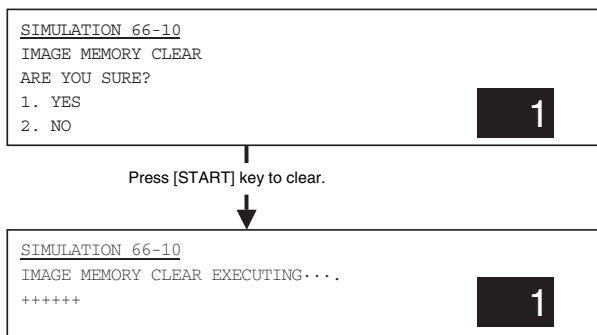 SIMULATION 66-10
IMAGE MEMORY CLEAR
ARE YOU SURE?
1. YES
2. NO
1
Press [START] key to clear.
SIMULATION 66-10
IMAGE MEMORY CLEAR EXECUTING····.
++++++
1